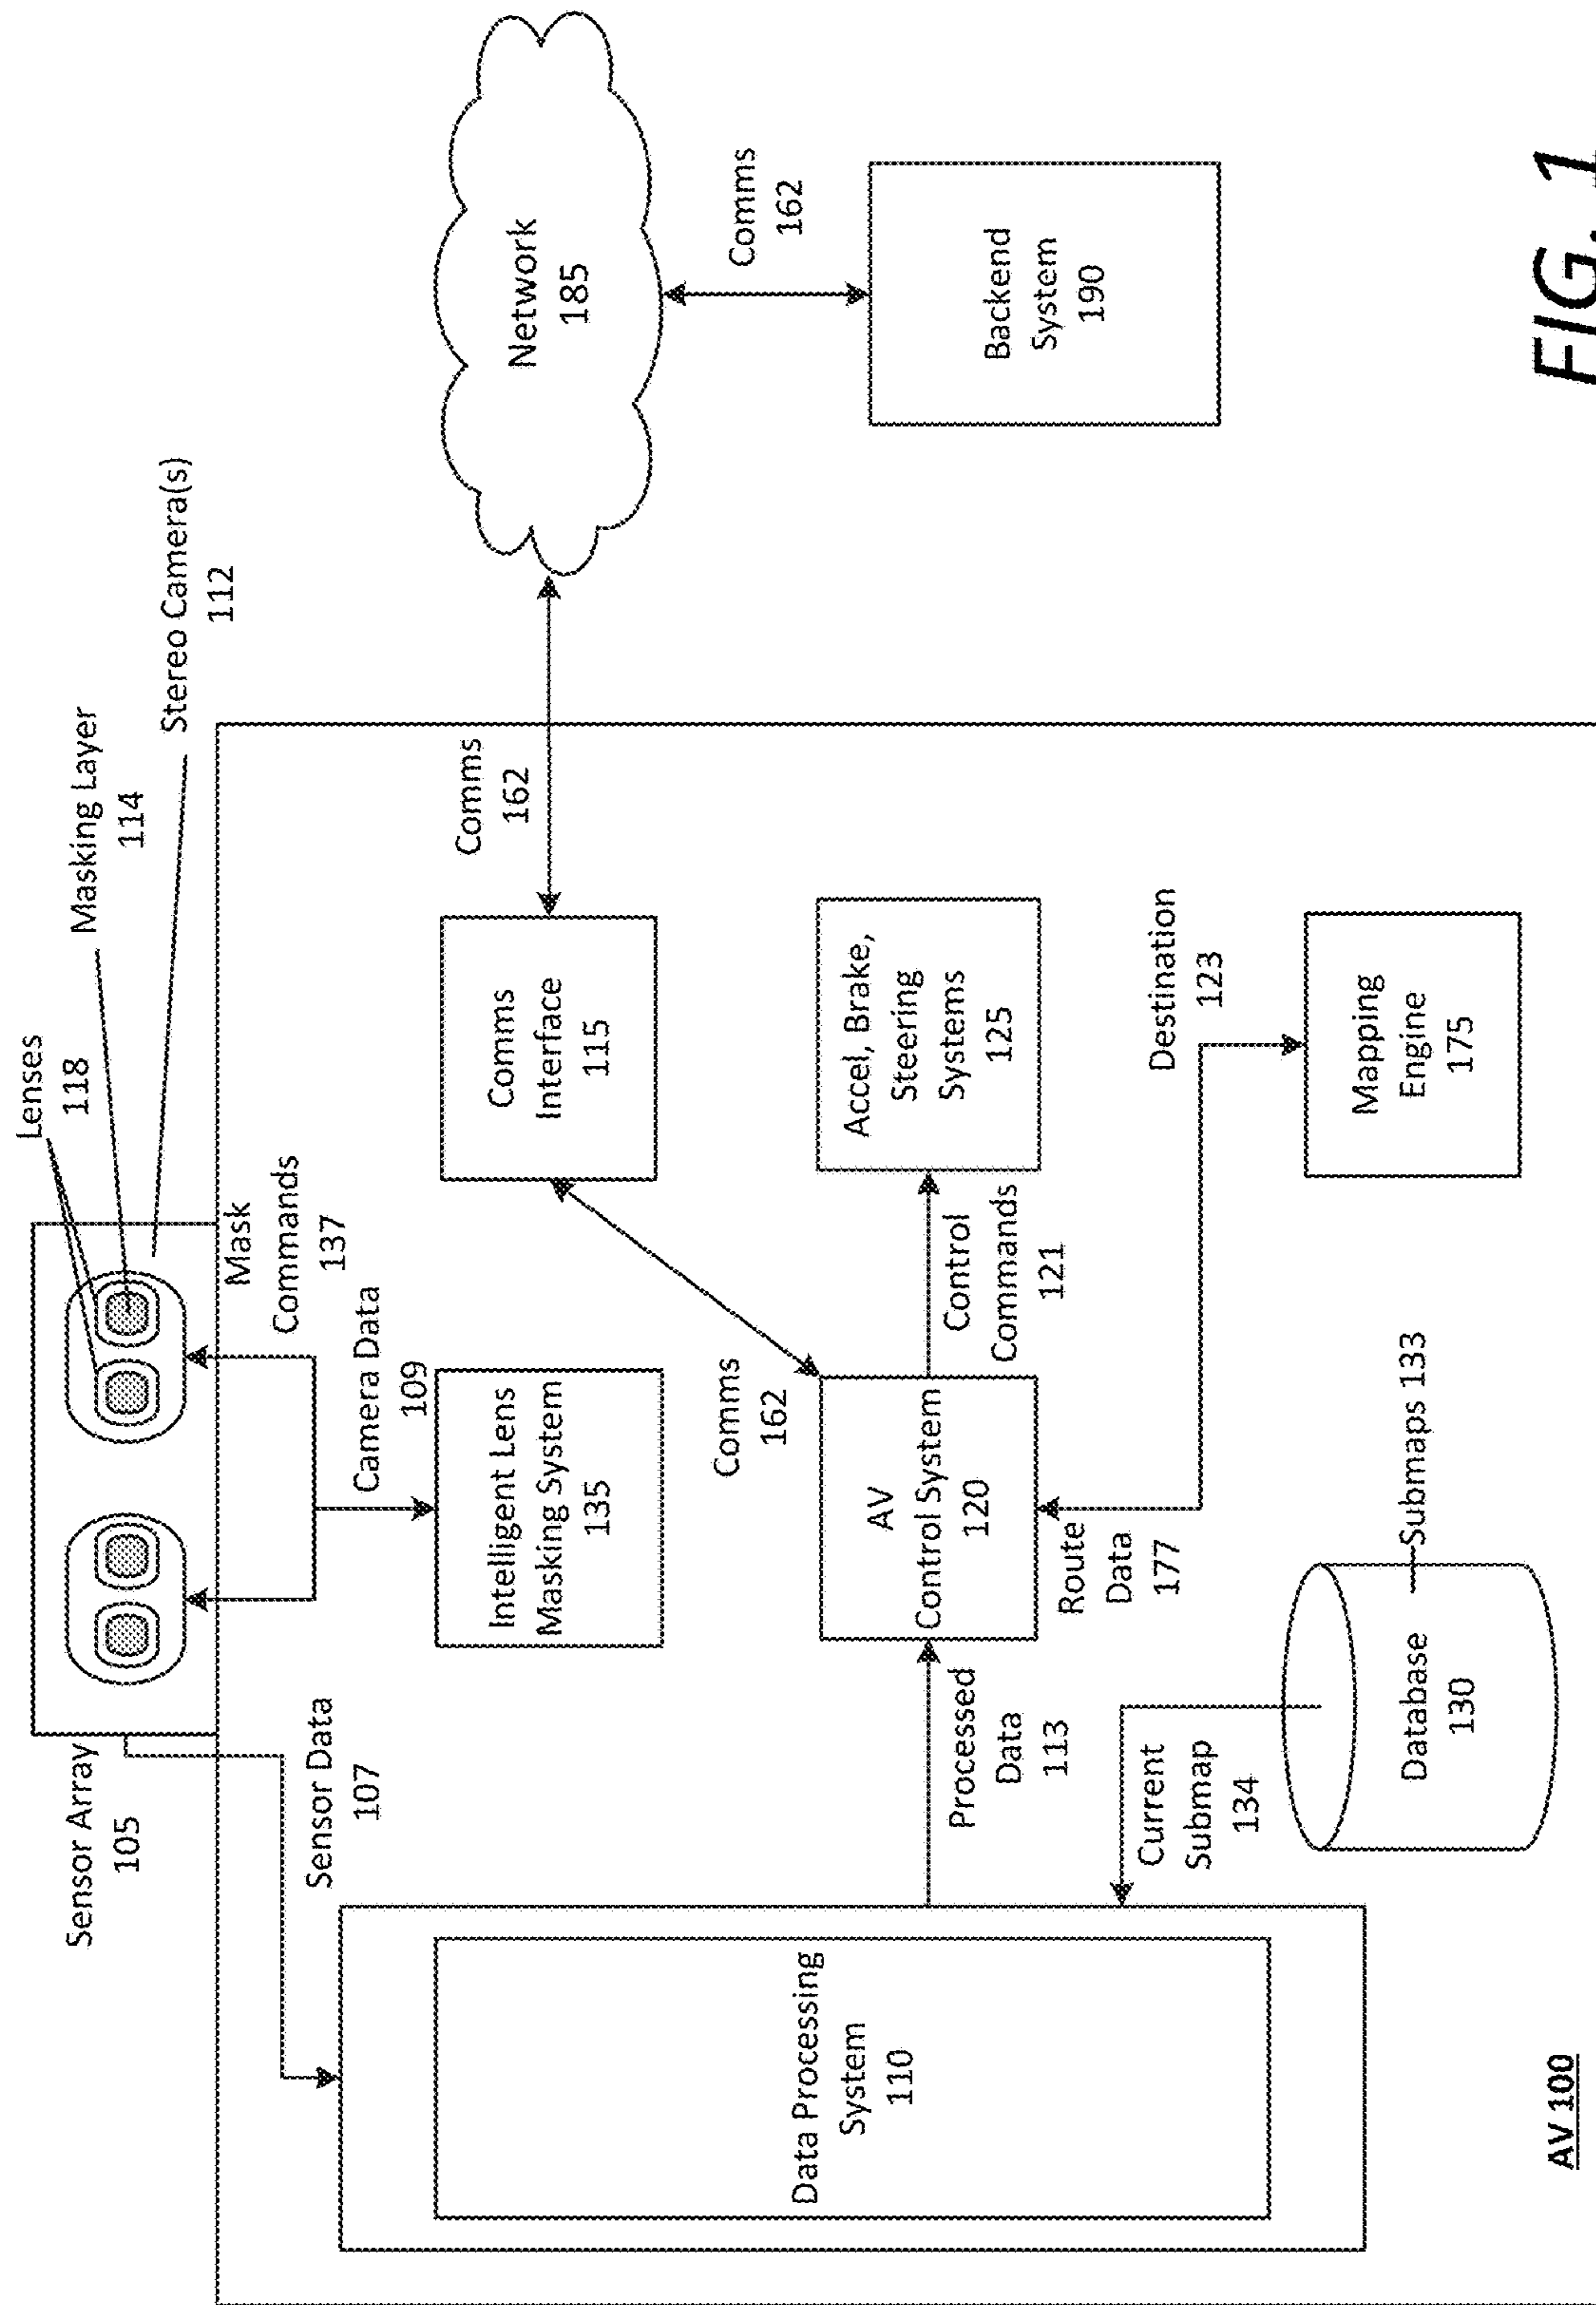 Lenses
118
Masking Layer
114
Stereo Camera(s)
112
Sensor Array
105
Mask
Commands
137
Sensor Data
107
Camera Data
109
Intelligent Lens
Masking System
135
Comms
Interface
115
Comms
162
Network
185
Comms
162
Backend
System
190
Data Processing
System
110
Processed
Data
113
Comms
162
AV
Control System
120
Control
Commands
121
Accel, Brake,
Steering
Systems
125
Current
Submap
134
Route
Data
177
Destination
123
Database
130
Submaps 133
Mapping
Engine
175
AV 100
FIG. 1